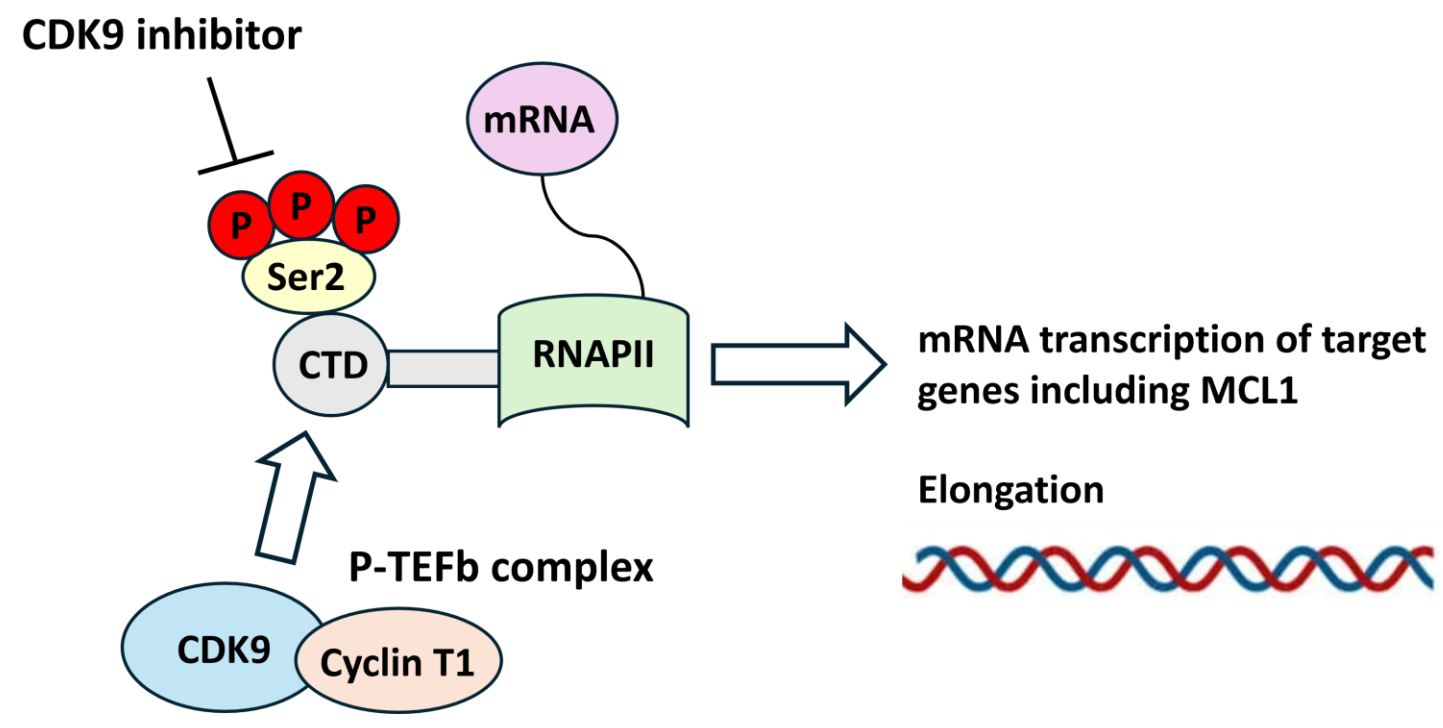 CDK9 inhibitor
mRNA
P
P
P
Ser2
CTD
RNAPII
mRNA transcription of target
genes including MCL1
Elongation
P-TEFb complex
CDK9
Cyclin T1